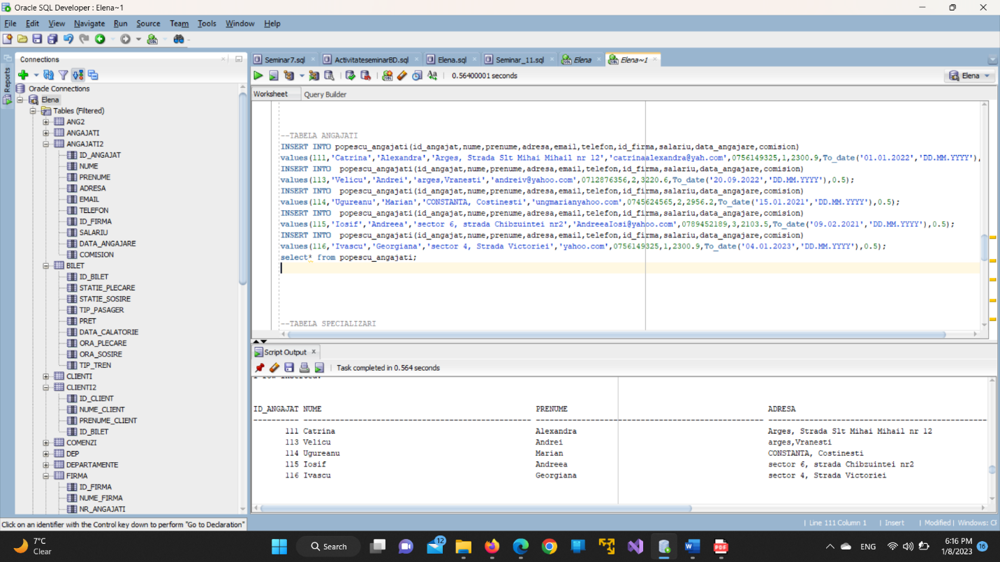 Oracle SQL Developer : Elena~1
File Edit View Navigate Run Source Team Tools Window Help
Connections
Reports
Oracle Connections
Elena
Tables (Filtered)
ANG2
ANGAJATI
ANGAJATI2
ID_ANGAJAT
NUME
PRENUME
ADRESA
EMAIL
TELEFON
ID_FIRMA
SALARIU
DATA_ANGAJARE
COMISION
BILET
ID_BILET
STATIE_PLECARE
STATIE_SOSIRE
TIP_PASAGER
PRET
DATA_CALATORIE
ORA_PLECARE
ORA_SOSIRE
TIP_TREN
CLIENTI
CLIENTI2
ID_CLIENT
NUME_CLIENT
PRENUME_CLIENT
ID_BILET
COMENZI
DEP
DEPARTAMENTE
FIRMA
ID_FIRMA
NUME_FIRMA
NR_ANGAJATI
Click on an identifier with the Control key down to perform "Go to Declaration"
Seminar7.sql ActivitateseminarBD.sql Elena.sql Seminar_11.sql Elena Elena~1
0.56400001 seconds
Elena
Worksheet Query Builder
--TABELA ANGAJATI
INSERT INTO popescu_angajati(id_angajat,nume,prenume,adresa,email,telefon,id_firma,salariu,data_angajare,comision)
values(111,'Catrina','Alexandra','Arges, Strada Slt Mihai Mihail nr 12','catrinaalexandra@yah.com',0756149325,1,2300.9,To_date('01.01.2022','DD.MM.YYYY'),
INSERT INTO  popescu_angajati(id_angajat,nume,prenume,adresa,email,telefon,id_firma,salariu,data_angajare,comision)
values(113,'Velicu','Andrei','arges,Vranesti','andreiv@yahoo.com',0712876356,2,3220.6,To_date('20.09.2022','DD.MM.YYYY'),0.5);
INSERT INTO  popescu_angajati(id_angajat,nume,prenume,adresa,email,telefon,id_firma,salariu,data_angajare,comision)
values(114,'Ugureanu','Marian','CONSTANTA, Costinesti','ungmarianyahoo.com',0745624565,2,2956.2,To_date('15.01.2021','DD.MM.YYYY'),0.5);
INSERT INTO  popescu_angajati(id_angajat,nume,prenume,adresa,email,telefon,id_firma,salariu,data_angajare,comision)
values(115,'Iosif','Andreea','sector 6, strada Chibzuintei nr2','AndreeaIosi@yahoo.com',0789452189,3,2103.5,To_date('09.02.2021','DD.MM.YYYY'),0.5);
INSERT INTO  popescu_angajati(id_angajat,nume,prenume,adresa,email,telefon,id_firma,salariu,data_angajare,comision)
values(116,'Ivascu','Georgiana','sector 4, Strada Victoriei','yahoo.com',0756149325,1,2300.9,To_date('04.01.2023','DD.MM.YYYY'),0.5);
select* from popescu_angajati;
--TABELA SPECIALIZARI
Script Output
Task completed in 0.564 seconds
1 row inserted.
ID_ANGAJAT NUME PRENUME ADRESA
111 Catrina Alexandra Arges, Strada Slt Mihai Mihail nr 12
113 Velicu Andrei arges,Vranesti
114 Ugureanu Marian CONSTANTA, Costinesti
115 Iosif Andreea sector 6, strada Chibzuintei nr2
116 Ivascu Georgiana sector 4, Strada Victoriei
Line 111 Column 1 | Insert | Modified | Windows: CR
7°C
Clear
Search
12
ENG
6:16 PM
1/8/2023
16